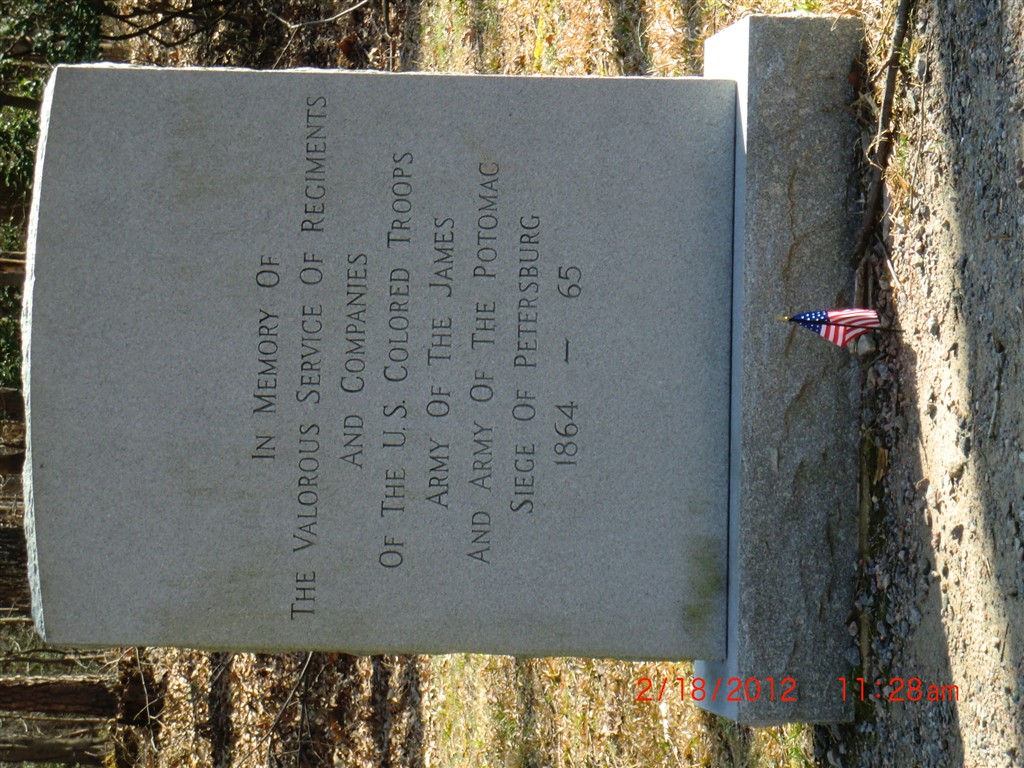 In Memory Of
The Valorous Service Of Regiments
And Companies
Of The U.S. Colored Troops
Army Of The James
And Army Of The Potomac
Siege Of Petersburg
1864 — 65
2/18/2012 11:28am